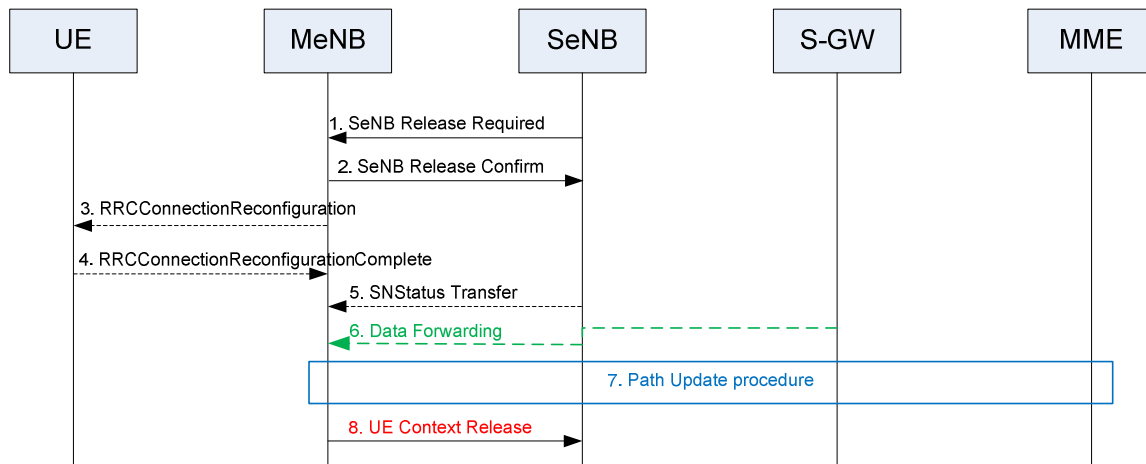 UE
MeNB
SeNB
S-GW
MME
1. SeNB Release Required
2. SeNB Release Confirm
3. RRCConnectionReconfiguration
4. RRCConnectionReconfigurationComplete
5. SNStatus Transfer
6. Data Forwarding
7. Path Update procedure
8. UE Context Release